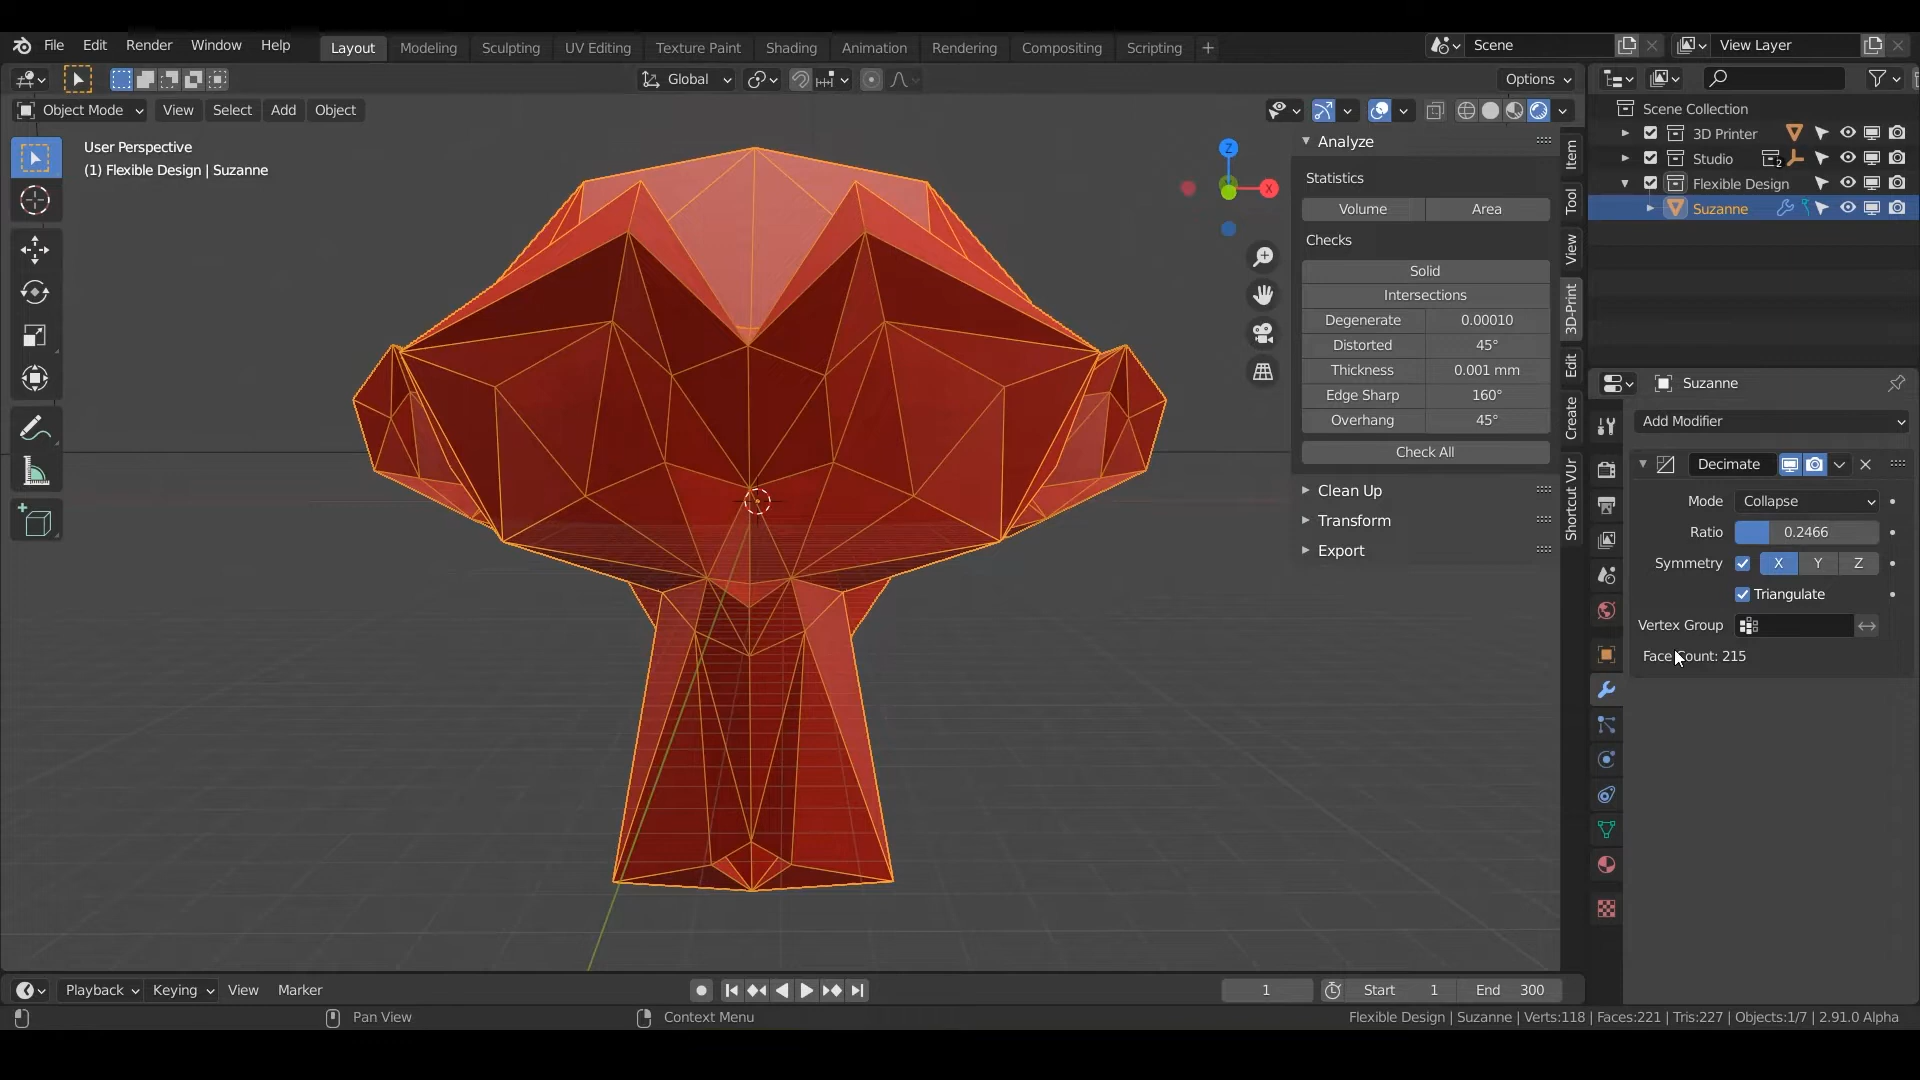 File Edit Render Window Help Layout Modeling Sculpting UV Editing Texture Paint Shading Animation Rendering Compositing Scripting + Scene View Layer
Global Options
Object Mode View Select Add Object
User Perspective
(1) Flexible Design | Suzanne
Z
X
Analyze
Statistics
Volume Area
Checks
Solid
Intersections
Degenerate 0.00010
Distorted 45°
Thickness 0.001 mm
Edge Sharp 160°
Overhang 45°
Check All
Clean Up
Transform
Export
Item
Tool
View
3D-Print
Edit
Create
Shortcut VUr
Scene Collection
3D Printer
Studio 2
Flexible Design
Suzanne
Suzanne
Add Modifier
Decimate
Mode Collapse
Ratio 0.2466
Symmetry X Y Z
Triangulate
Vertex Group
Face Count: 215
Playback Keying View Marker 1 Start 1 End 300
Pan View Context Menu Flexible Design | Suzanne | Verts:118 | Faces:221 | Tris:227 | Objects:1/7 | 2.91.0 Alpha